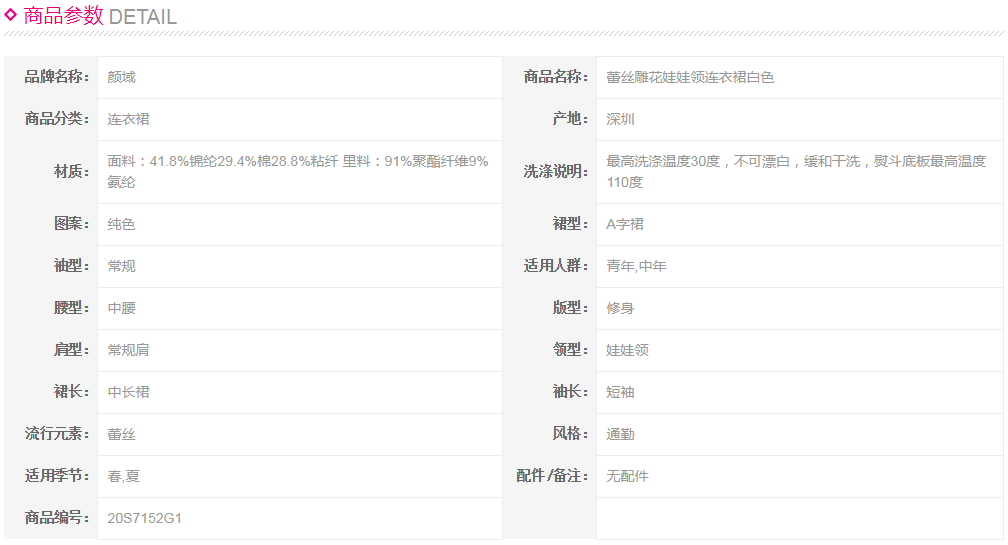 商品参数 DETAIL
品牌名称： 颜域 商品名称： 蕾丝雕花娃娃领连衣裙白色
商品分类： 连衣裙 产地： 深圳
材质： 面料：41.8%锦纶29.4%棉28.8%粘纤 里料：91%聚酯纤维9%
氨纶
洗涤说明： 最高洗涤温度30度，不可漂白，缓和干洗，熨斗底板最高温度
110度
图案： 纯色 裙型： A字裙
袖型： 常规 适用人群： 青年,中年
腰型： 中腰 版型： 修身
肩型： 常规肩 领型： 娃娃领
裙长： 中长裙 袖长： 短袖
流行元素： 蕾丝 风格： 通勤
适用季节： 春,夏 配件/备注： 无配件
商品编号： 20S7152G1